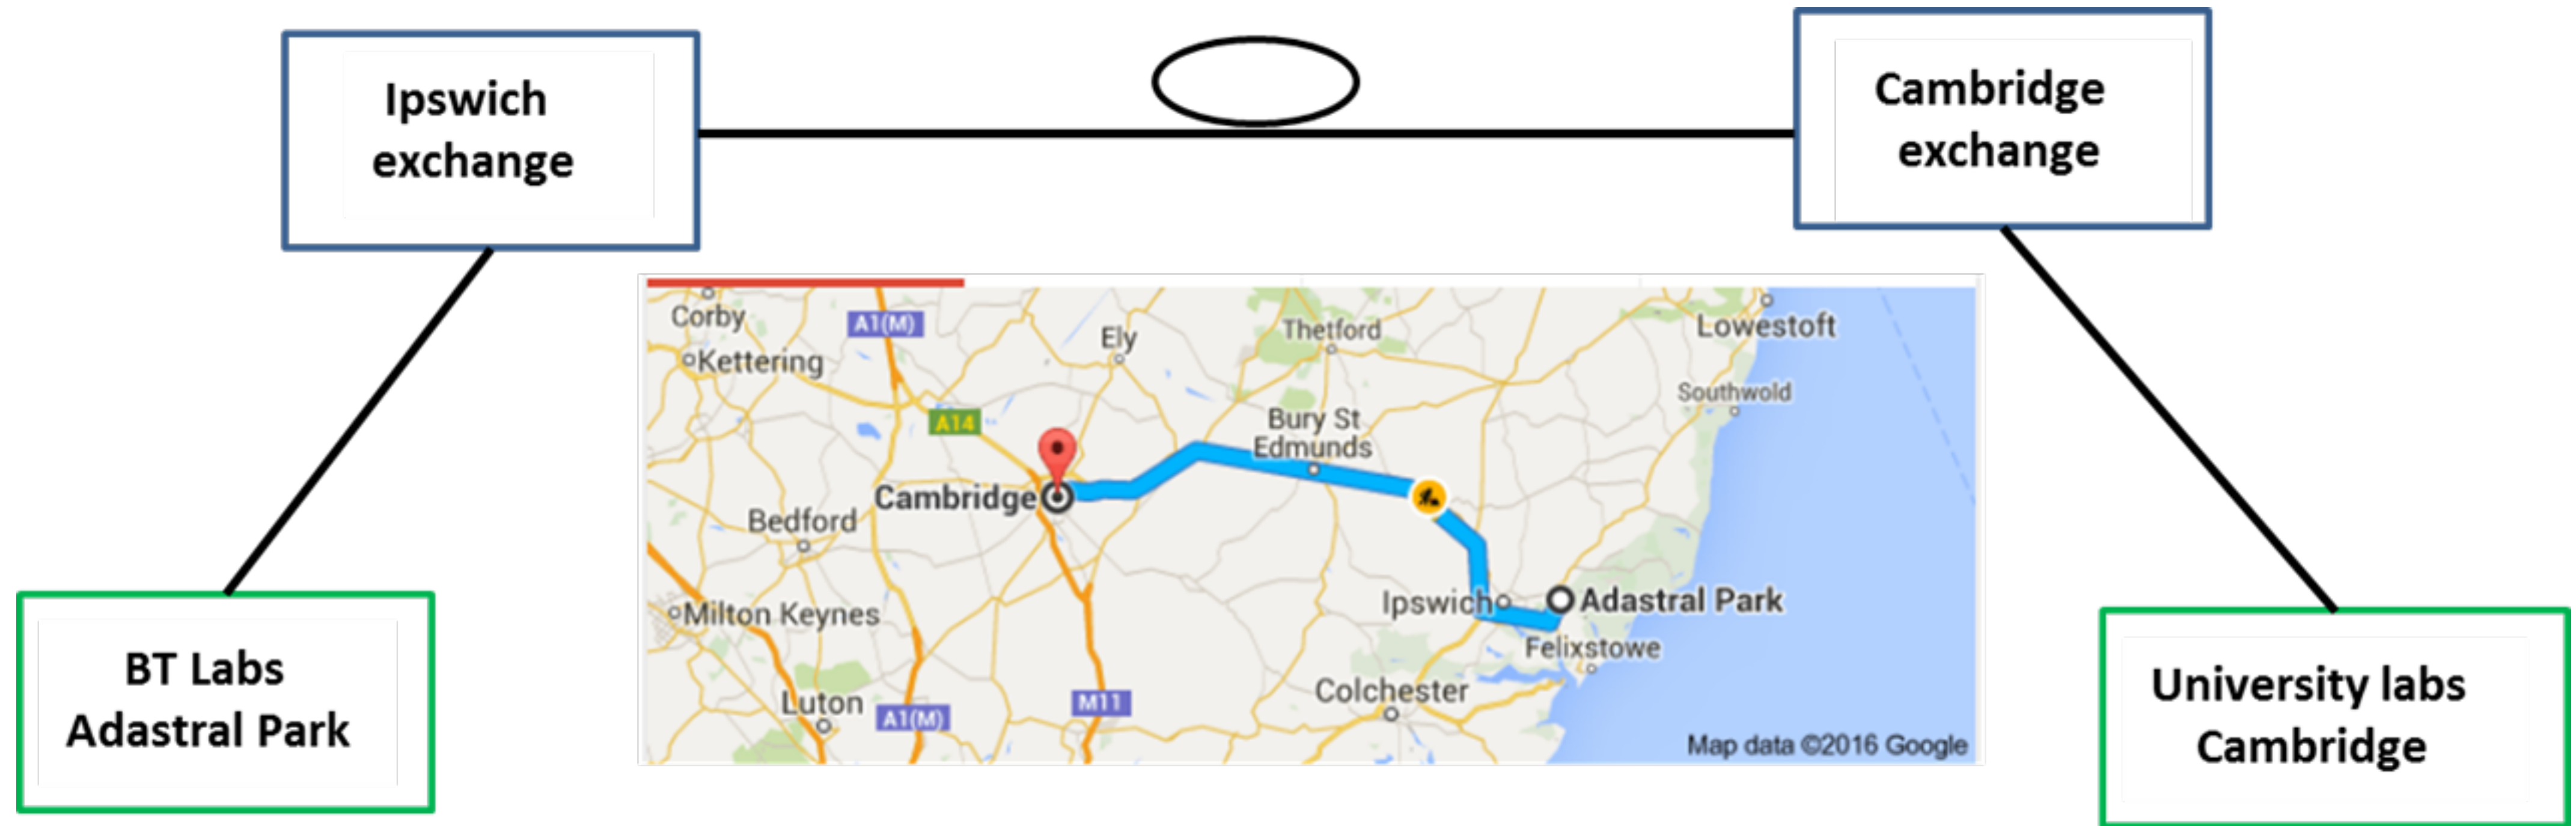 Ipswich
exchange
Cambridge
exchange
Corby
A1(M)
Kettering
Ely
Thetford
Lowestoft
Southwold
A14
Bury St
Edmunds
Cambridge
Bedford
Milton Keynes
Ipswich
Adastral Park
Felixstowe
Luton
A1(M)
M11
Colchester
Map data ©2016 Google
BT Labs
Adastral Park
University labs
Cambridge